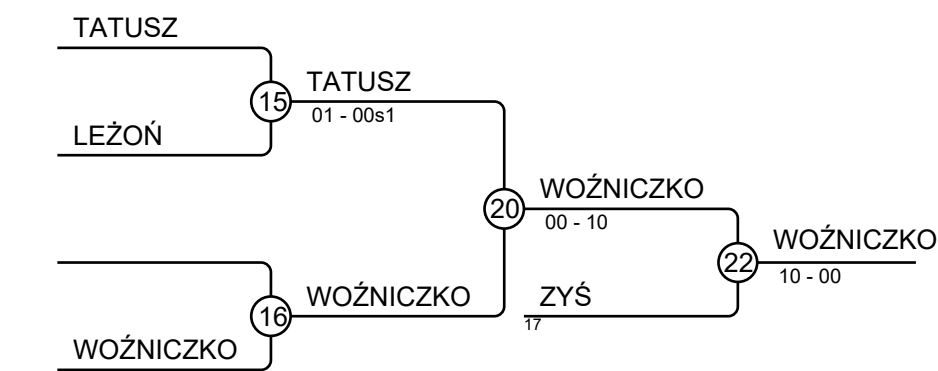 TATUSZ
15
TATUSZ
01 - 00s1
LEŻOŃ
20
WOŹNICZKO
00 - 10
22
WOŹNICZKO
10 - 00
16
WOŹNICZKO
ZYŚ
17
WOŹNICZKO